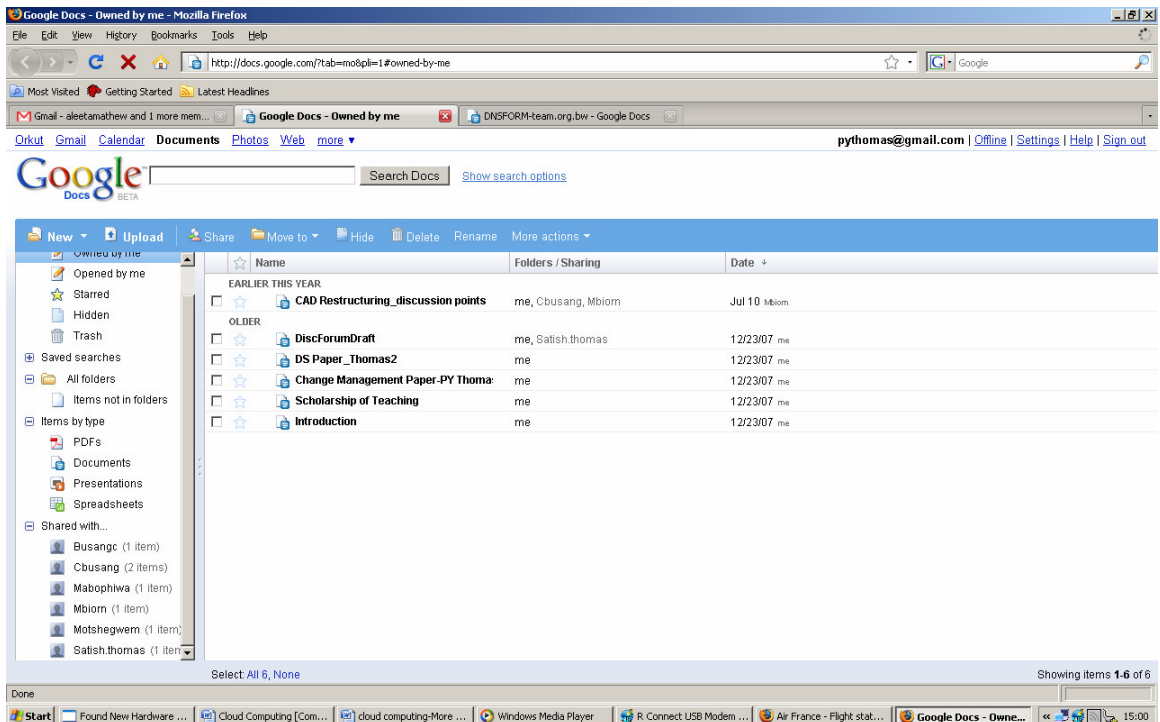 Google Docs - Owned by me - Mozilla Firefox
File Edit View History Bookmarks Tools Help
http://docs.google.com/?tab=mo&pli=1#owned-by-me
Google
Most Visited Getting Started Latest Headlines
Gmail - aleetamathew and 1 more mem... Google Docs - Owned by me DNSFORM-team.org.bw - Google Docs
Orkut Gmail Calendar Documents Photos Web more pythomas@gmail.com | Offline | Settings | Help | Sign out
Google Docs BETA
Search Docs Show search options
New Upload Share Move to Hide Delete Rename More actions
Owned by me
Opened by me
Starred
Hidden
Trash
Saved searches
All folders
Items not in folders
Items by type
PDFs
Documents
Presentations
Spreadsheets
Shared with...
Busangc (1 item)
Cbusang (2 items)
Mabophiwa (1 item)
Mbiorn (1 item)
Motshegwem (1 item)
Satish.thomas (1 item
Name Folders / Sharing Date
EARLIER THIS YEAR
CAD Restructuring_discussion points me, Cbusang, Mbiorn Jul 10 Mbiorn
OLDER
DiscForumDraft me, Satish.thomas 12/23/07 me
DS Paper_Thomas2 me 12/23/07 me
Change Management Paper-PY Thomas me 12/23/07 me
Scholarship of Teaching me 12/23/07 me
Introduction me 12/23/07 me
Select: All 6, None Showing items 1-6 of 6
Done
Start Found New Hardware ... Cloud Computing [Com... cloud computing-More ... Windows Media Player R Connect USB Modem ... Air France - Flight stat... Google Docs - Owne... « 15:00